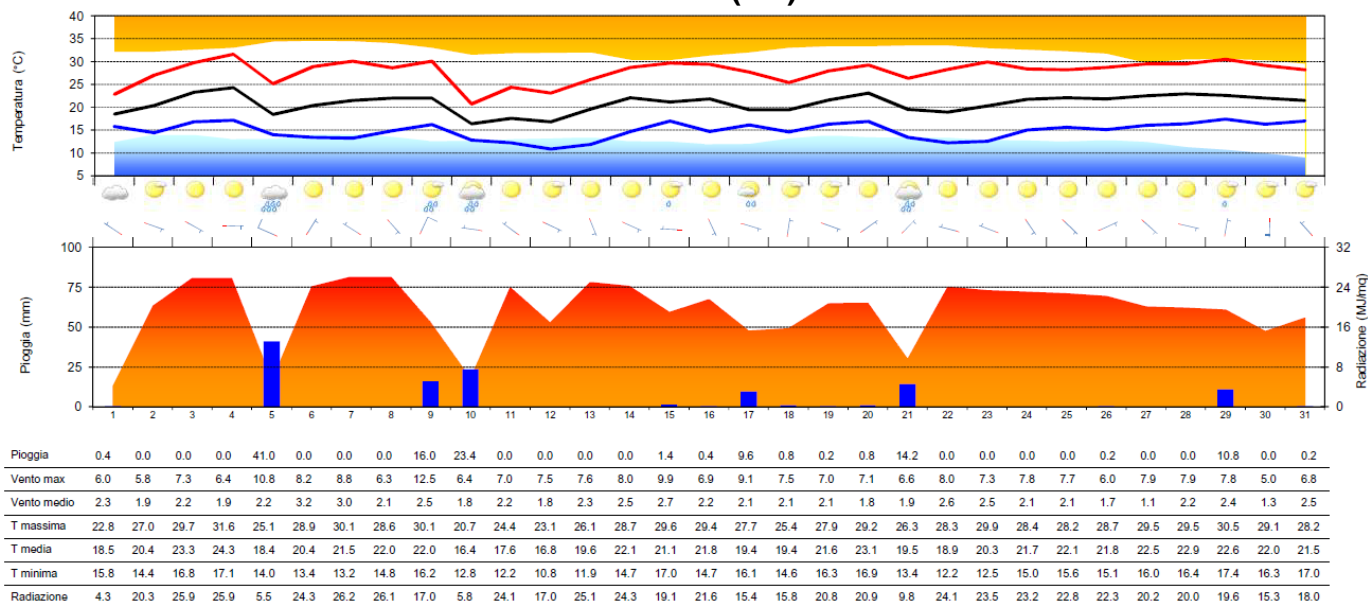 40
35
30
25
20
15
10
5
Temperatura (°C)
100 32
75 24
50 16
25 8
0 0
Pioggia (mm)
Radiazione (MJ/mq)
1 2 3 4 5 6 7 8 9 10 11 12 13 14 15 16 17 18 19 20 21 22 23 24 25 26 27 28 29 30 31
Pioggia 0.4 0.0 0.0 0.0 41.0 0.0 0.0 0.0 16.0 23.4 0.0 0.0 0.0 0.0 1.4 0.4 9.6 0.8 0.2 0.8 14.2 0.0 0.0 0.0 0.0 0.2 0.0 0.0 10.8 0.0 0.2
Vento max 6.0 5.8 7.3 6.4 10.8 8.2 8.8 6.3 12.5 6.4 7.0 7.5 7.6 8.0 9.9 6.9 9.1 7.5 7.0 7.1 6.6 8.0 7.3 7.8 7.7 6.0 7.9 7.9 7.8 5.0 6.8
Vento medio 2.3 1.9 2.2 1.9 2.2 3.2 3.0 2.1 2.5 1.8 2.2 1.8 2.3 2.5 2.7 2.2 2.1 2.1 2.1 1.8 1.9 2.6 2.5 2.1 2.1 1.7 1.1 2.2 2.4 1.3 2.5
T massima 22.8 27.0 29.7 31.6 25.1 28.9 30.1 28.6 30.1 20.7 24.4 23.1 26.1 28.7 29.6 29.4 27.7 25.4 27.9 29.2 26.3 28.3 29.9 28.4 28.2 28.7 29.5 29.5 30.5 29.1 28.2
T media 18.5 20.4 23.3 24.3 18.4 20.4 21.5 22.0 22.0 16.4 17.6 16.8 19.6 22.1 21.1 21.8 19.4 19.4 21.6 23.1 19.5 18.9 20.3 21.7 22.1 21.8 22.5 22.9 22.6 22.0 21.5
T minima 15.8 14.4 16.8 17.1 14.0 13.4 13.2 14.8 16.2 12.8 12.2 10.8 11.9 14.7 17.0 14.7 16.1 14.6 16.3 16.9 13.4 12.2 12.5 15.0 15.6 15.1 16.0 16.4 17.4 16.3 17.0
Radiazione 4.3 20.3 25.9 25.9 5.5 24.3 26.2 26.1 17.0 5.8 24.1 17.0 25.1 24.3 19.1 21.6 15.4 15.8 20.8 20.9 9.8 24.1 23.5 23.2 22.8 22.3 20.2 20.0 19.6 15.3 18.0